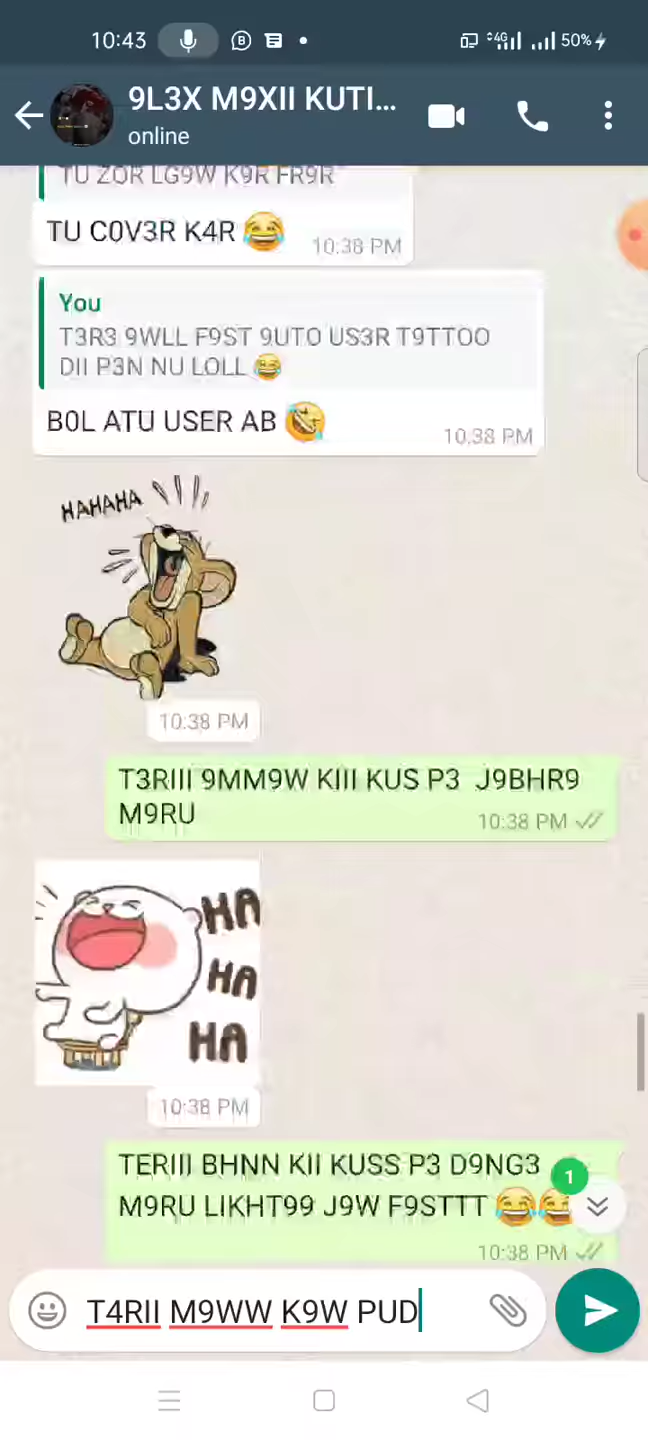 10:43
4G
50%
9L3X M9XII KUTI...
online
TU ZOR LG9W K9R FR9R
TU C0V3R K4R 😂
10:38 PM
You
T3R3 9WLL F9ST 9UTO US3R T9TTOO
DII P3N NU LOLL 😂
B0L ATU USER AB 🤣
10:38 PM
HAHAHA
10:38 PM
T3RIII 9MM9W KIII KUS P3 J9BHR9
M9RU
10:38 PM
HA
HA
HA
10:38 PM
TERIII BHNN KII KUSS P3 D9NG3
M9RU LIKHT99 J9W F9STTT 😂😂
1
10:38 PM
T4RII M9WW K9W PUD